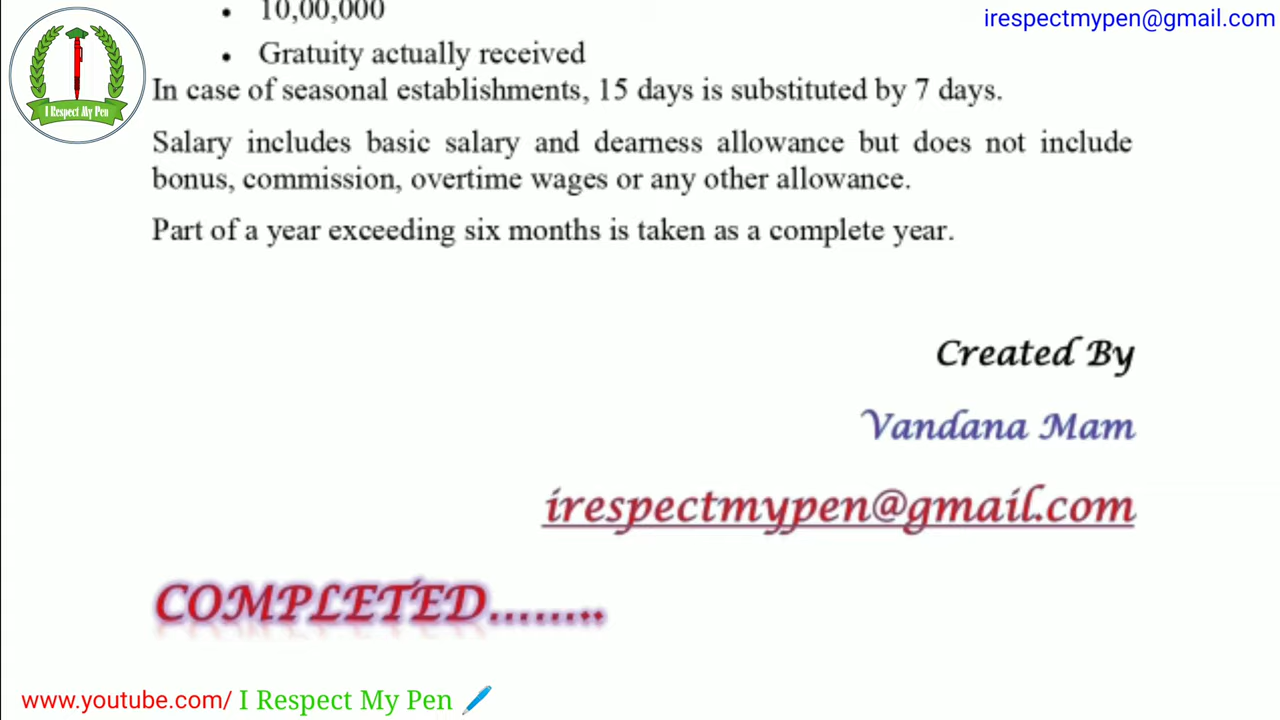 • 10,00,000
irespectmypen@gmail.com
• Gratuity actually received
In case of seasonal establishments, 15 days is substituted by 7 days.
I Respect My Pen
Salary includes basic salary and dearness allowance but does not include
bonus, commission, overtime wages or any other allowance.
Part of a year exceeding six months is taken as a complete year.
Created By
Vandana Mam
irespectmypen@gmail.com
COMPLETED........
www.youtube.com/ I Respect My Pen